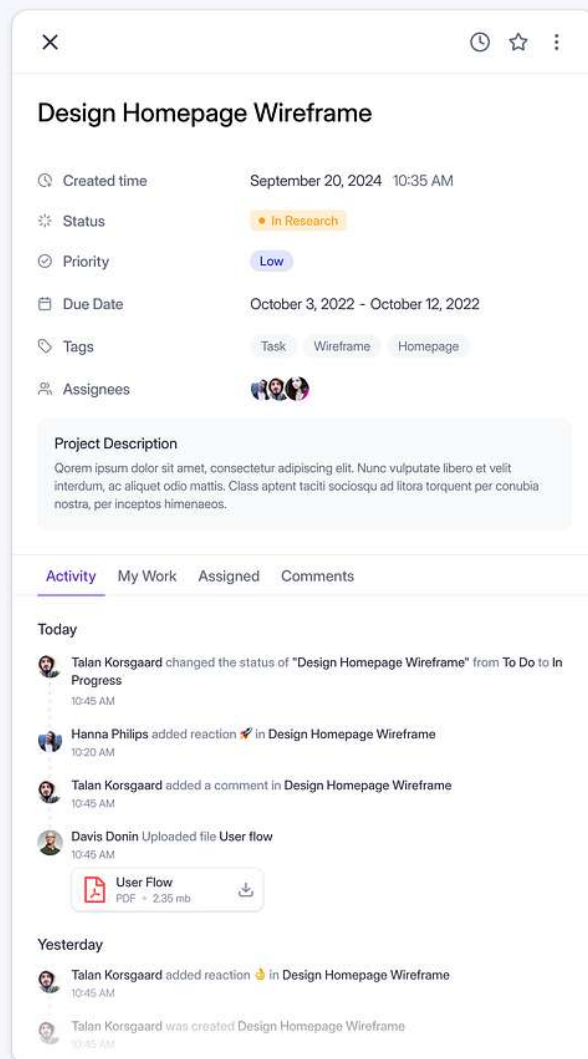 Design Homepage Wireframe
Created time September 20, 2024 10:35 AM
Status In Research
Priority Low
Due Date October 3, 2022 - October 12, 2022
Tags Task Wireframe Homepage
Assignees
Project Description
Qorem ipsum dolor sit amet, consectetur adipiscing elit. Nunc vulputate libero et velit
interdum, ac aliquet odio mattis. Class aptent taciti sociosqu ad litora torquent per conubia
nostra, per inceptos himenaeos.
Activity My Work Assigned Comments
Today
Talan Korsgaard changed the status of "Design Homepage Wireframe" from To Do to In
Progress
10:45 AM
Hanna Philips added reaction 🚀 in Design Homepage Wireframe
10:20 AM
Talan Korsgaard added a comment in Design Homepage Wireframe
10:45 AM
Davis Donin Uploaded file User flow
10:45 AM
User Flow
PDF • 2.35 mb
Yesterday
Talan Korsgaard added reaction 👌 in Design Homepage Wireframe
10:45 AM
Talan Korsgaard was created Design Homepage Wireframe
10:45 AM